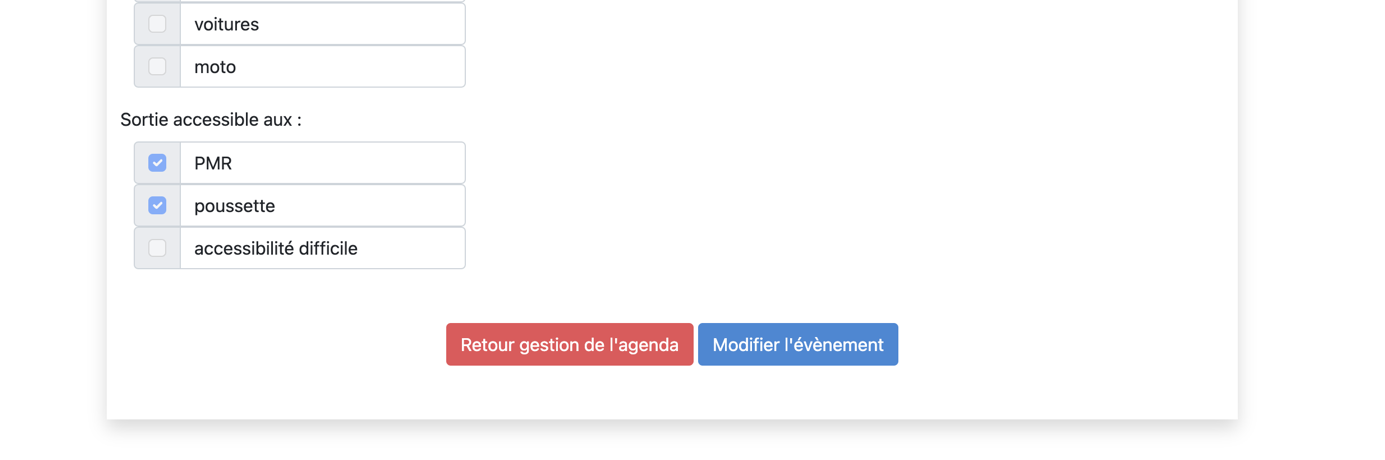 voitures
moto
Sortie accessible aux :
PMR
poussette
accessibilité difficile
Retour gestion de l'agenda Modifier l'évènement